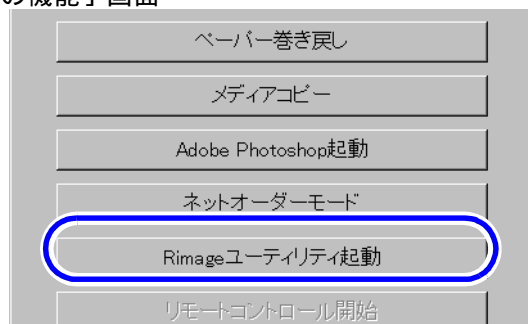 の機能子画面
ペーパー巻き戻し
メディアコピー
Adobe Photoshop起動
ネットオーダーモード
Rimageユーティリティ起動
リモートコントロール開始